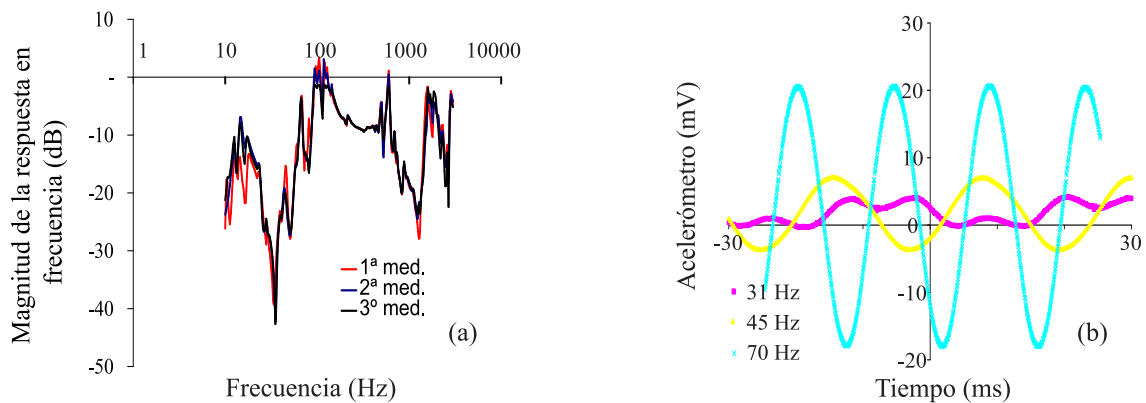 Magnitud de la respuesta en
frecuencia (dB)
-10
-
-10
-20
-30
-40
-50
1 10 100 1000 10000
1ª med.
2ª med.
3º med.
(a)
Frecuencia (Hz)
Acelerómetro (mV)
30
20
10
0
-10
-20
-30 30
31 Hz
45 Hz
70 Hz
(b)
Tiempo (ms)